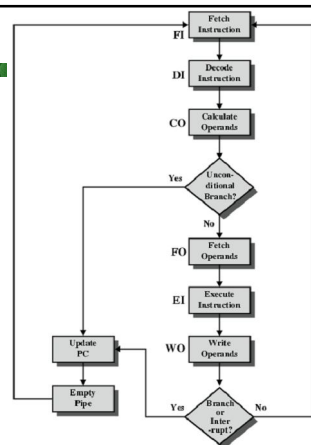 Fetch
Instruction
FI
Decode
Instruction
DI
Calculate
Operands
CO
Yes
Uncon-
ditional
Branch?
No
Fetch
Operands
FO
Execute
Instruction
EI
Update
PC
Write
Operands
WO
Empty
Pipe
Yes
Branch
or
Inter
-rupt?
No